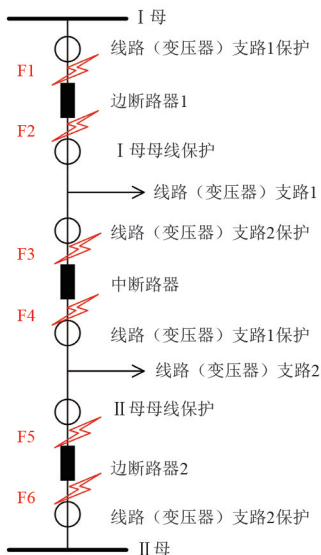 Ⅰ母
线路（变压器）支路1保护
F1
边断路器1
F2
Ⅰ母母线保护
线路（变压器）支路1
线路（变压器）支路2保护
F3
中断路器
F4
线路（变压器）支路1保护
线路（变压器）支路2
Ⅱ母母线保护
F5
边断路器2
F6
线路（变压器）支路2保护
Ⅱ母